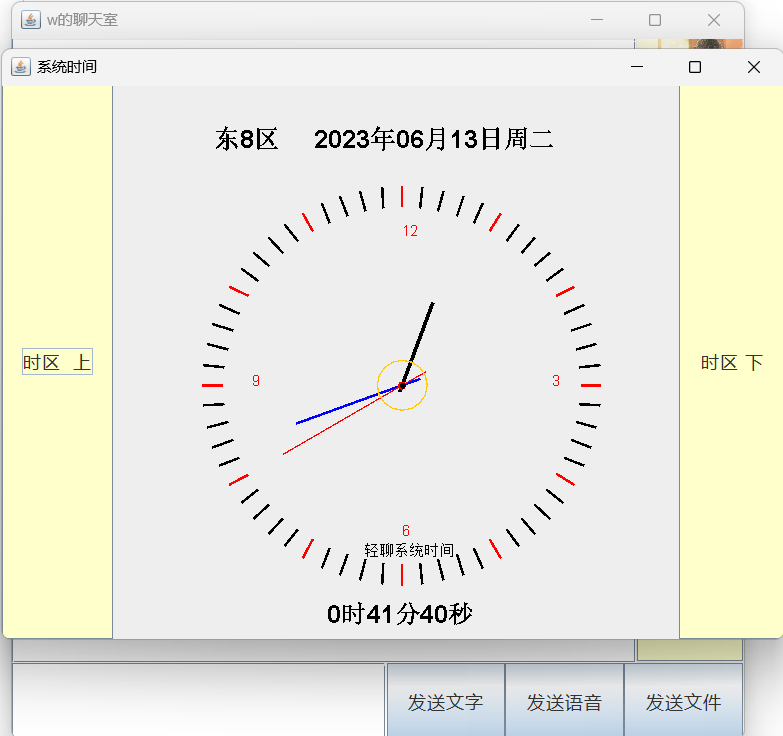 w的聊天室
系统时间
东8区 2023年06月13日周二
12
时区 上
时区 下
9
3
6
轻聊系统时间
0时41分40秒
发送文字
发送语音
发送文件